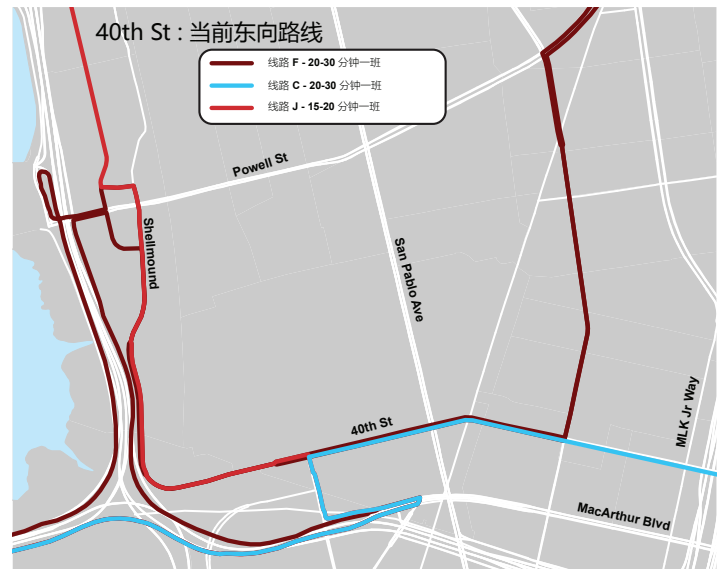 40th St : 当前东向路线
线路 F - 20-30 分钟一班
线路 C - 20-30 分钟一班
线路 J - 15-20 分钟一班
Powell St
Shellmound
San Pablo Ave
40th St
MLK Jr Way
MacArthur Blvd